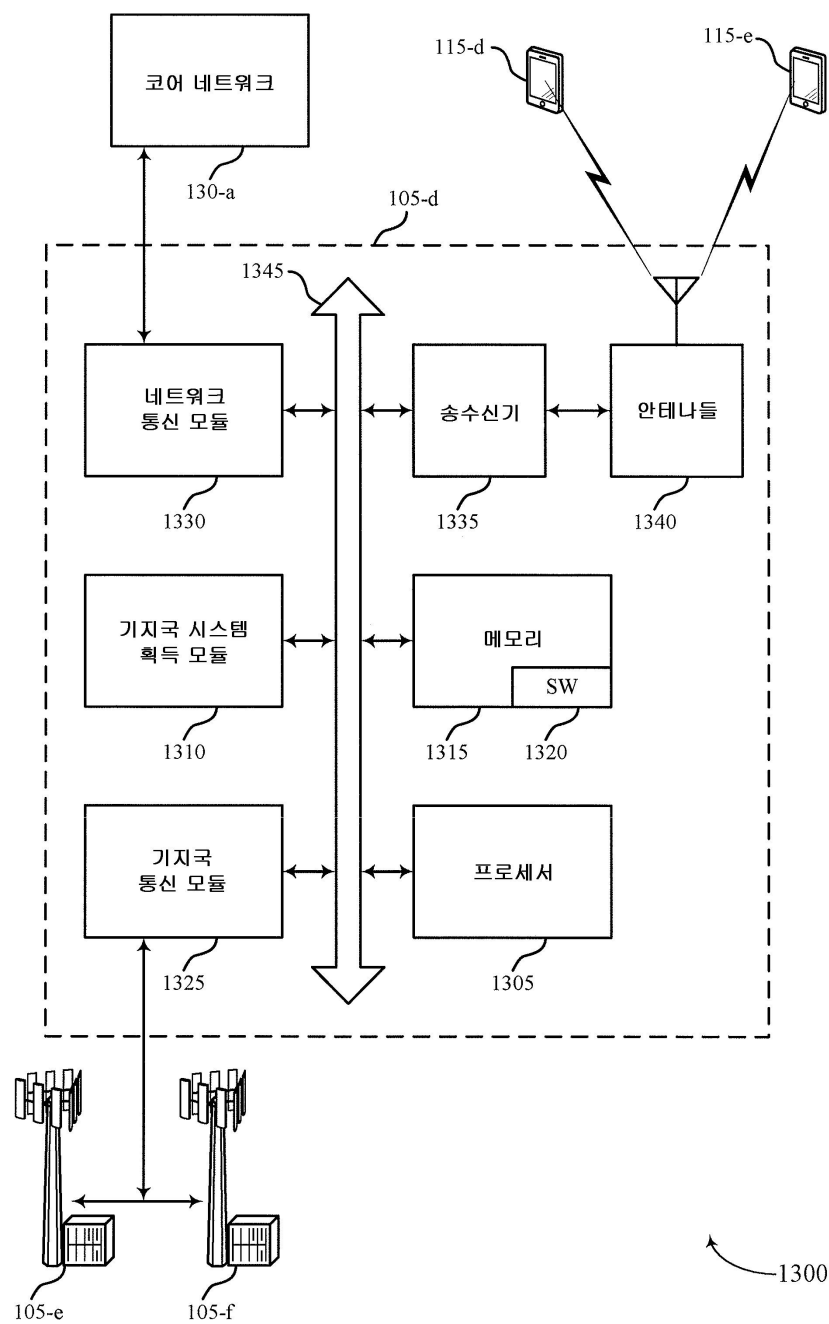 코어 네트워크
130-a
115-d
115-e
105-d
1345
네트워크
통신 모듈
1330
송수신기
1335
안테나들
1340
기지국 시스템
획득 모듈
1310
메모리
SW
1315
1320
기지국
통신 모듈
1325
프로세서
1305
105-e
105-f
1300